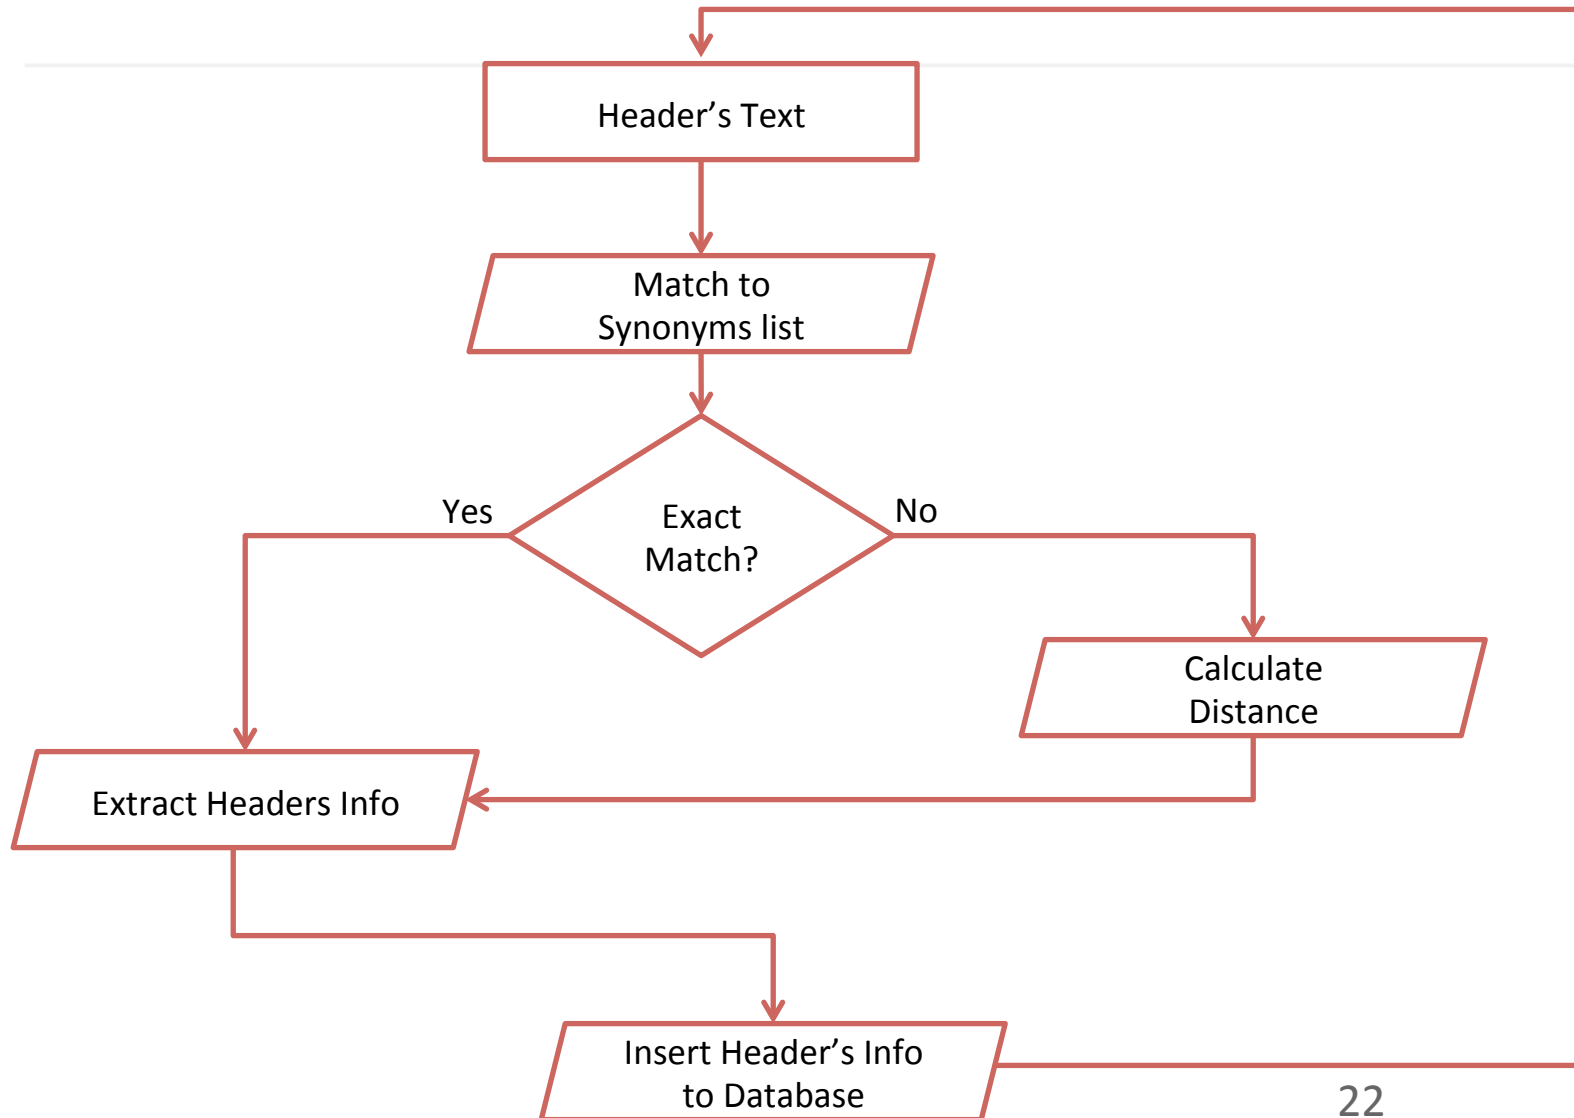 Header’s Text
Match to
Synonyms list
Yes
Exact
Match?
No
Calculate
Distance
Extract Headers Info
Insert Header’s Info
to Database
22